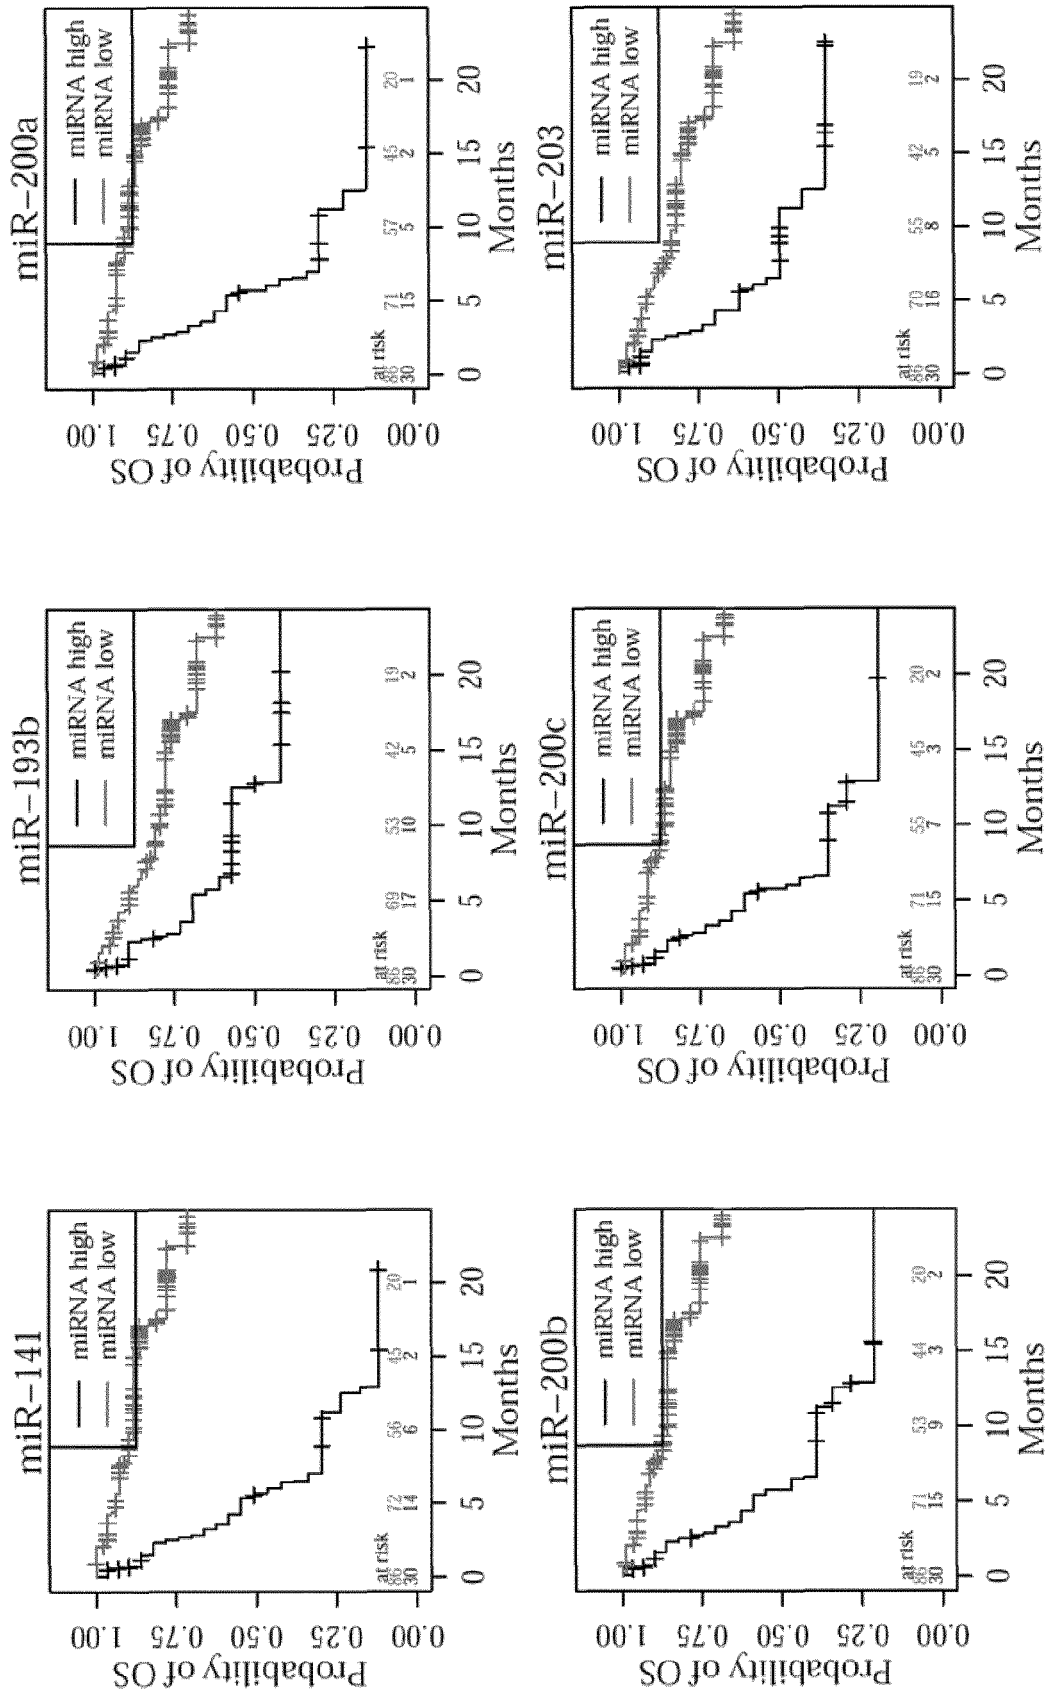 miR−141
miRNA high
miRNA low
Probability of OS
1.00
0.75
0.50
0.25
0.00
at risk
86 72 56 45 20
30 14 6 2 1
0 5 10 15 20
Months
miR−193b
miRNA high
miRNA low
Probability of OS
1.00
0.75
0.50
0.25
0.00
at risk
86 69 53 42 19
30 17 10 5 2
0 5 10 15 20
Months
miR−200a
miRNA high
miRNA low
Probability of OS
1.00
0.75
0.50
0.25
0.00
at risk
86 71 57 45 20
30 15 5 2 1
0 5 10 15 20
Months
miR−200b
miRNA high
miRNA low
Probability of OS
1.00
0.75
0.50
0.25
0.00
at risk
86 71 53 44 20
30 15 9 3 2
0 5 10 15 20
Months
miR−200c
miRNA high
miRNA low
Probability of OS
1.00
0.75
0.50
0.25
0.00
at risk
86 71 55 45 20
30 15 7 3 2
0 5 10 15 20
Months
miR−203
miRNA high
miRNA low
Probability of OS
1.00
0.75
0.50
0.25
0.00
at risk
86 70 55 42 19
30 16 8 5 2
0 5 10 15 20
Months